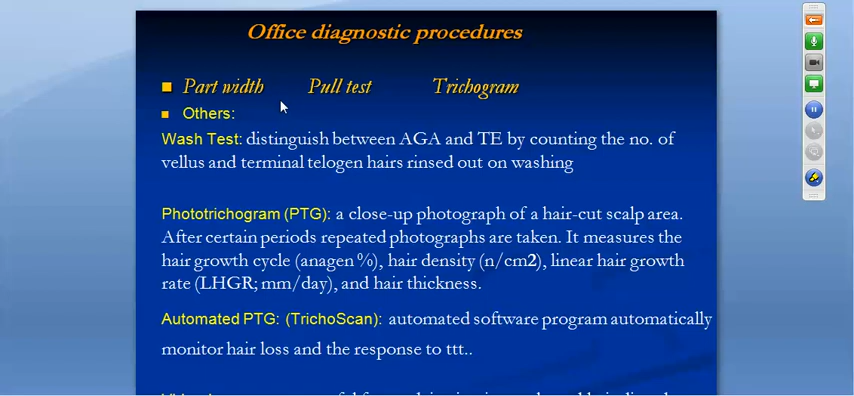 Office diagnostic procedures
Part width Pull test Trichogram
Others:
Wash Test: distinguish between AGA and TE by counting the no. of
vellus and terminal telogen hairs rinsed out on washing
Phototrichogram (PTG): a close-up photograph of a hair-cut scalp area.
After certain periods repeated photographs are taken. It measures the
hair growth cycle (anagen %), hair density (n/cm2), linear hair growth
rate (LHGR; mm/day), and hair thickness.
Automated PTG: (TrichoScan): automated software program automatically
monitor hair loss and the response to ttt..